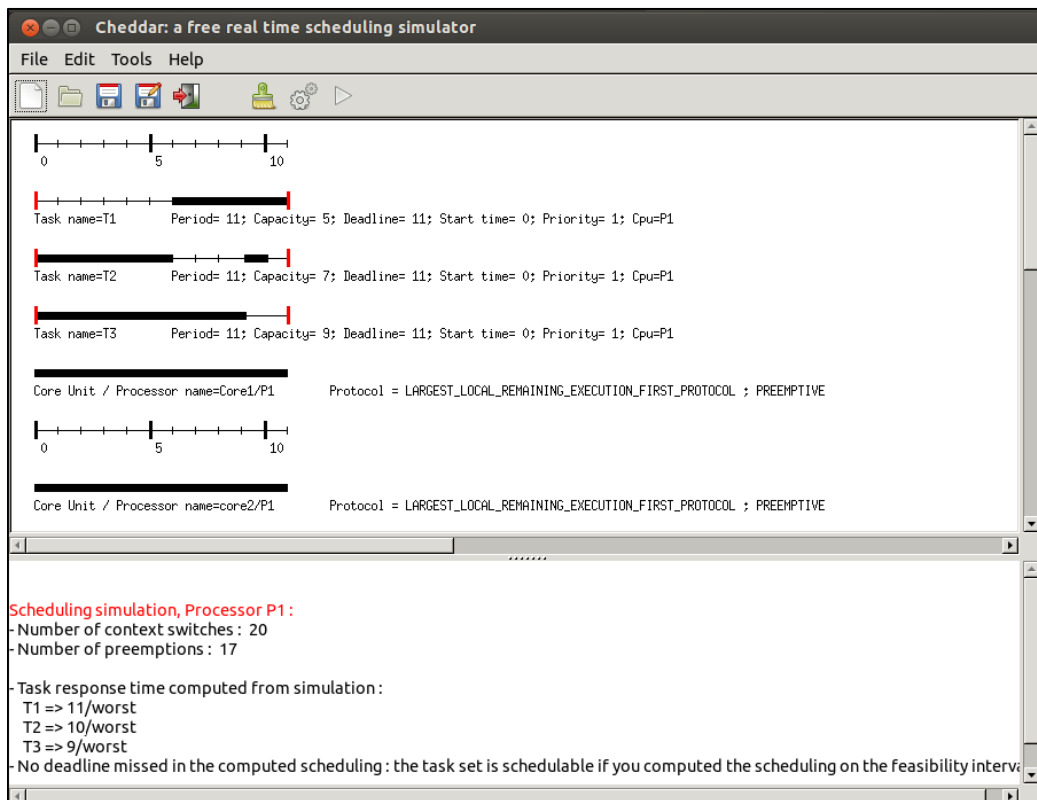 Cheddar: a free real time scheduling simulator
File Edit Tools Help
0 5 10
Task name=T1 Period= 11; Capacity= 5; Deadline= 11; Start time= 0; Priority= 1; Cpu=P1
Task name=T2 Period= 11; Capacity= 7; Deadline= 11; Start time= 0; Priority= 1; Cpu=P1
Task name=T3 Period= 11; Capacity= 9; Deadline= 11; Start time= 0; Priority= 1; Cpu=P1
Core Unit / Processor name=Core1/P1 Protocol = LARGEST_LOCAL_REMAINING_EXECUTION_FIRST_PROTOCOL ; PREEMPTIVE
0 5 10
Core Unit / Processor name=core2/P1 Protocol = LARGEST_LOCAL_REMAINING_EXECUTION_FIRST_PROTOCOL ; PREEMPTIVE
Scheduling simulation, Processor P1 :
- Number of context switches : 20
- Number of preemptions : 17
- Task response time computed from simulation :
T1 => 11/worst
T2 => 10/worst
T3 => 9/worst
- No deadline missed in the computed scheduling : the task set is schedulable if you computed the scheduling on the feasibility interva